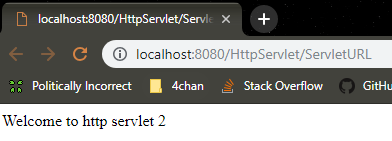 localhost:8080/HttpServlet/Servle
localhost:8080/HttpServlet/ServletURL
Politically Incorrect 4chan Stack Overflow GitHu
Welcome to http servlet 2